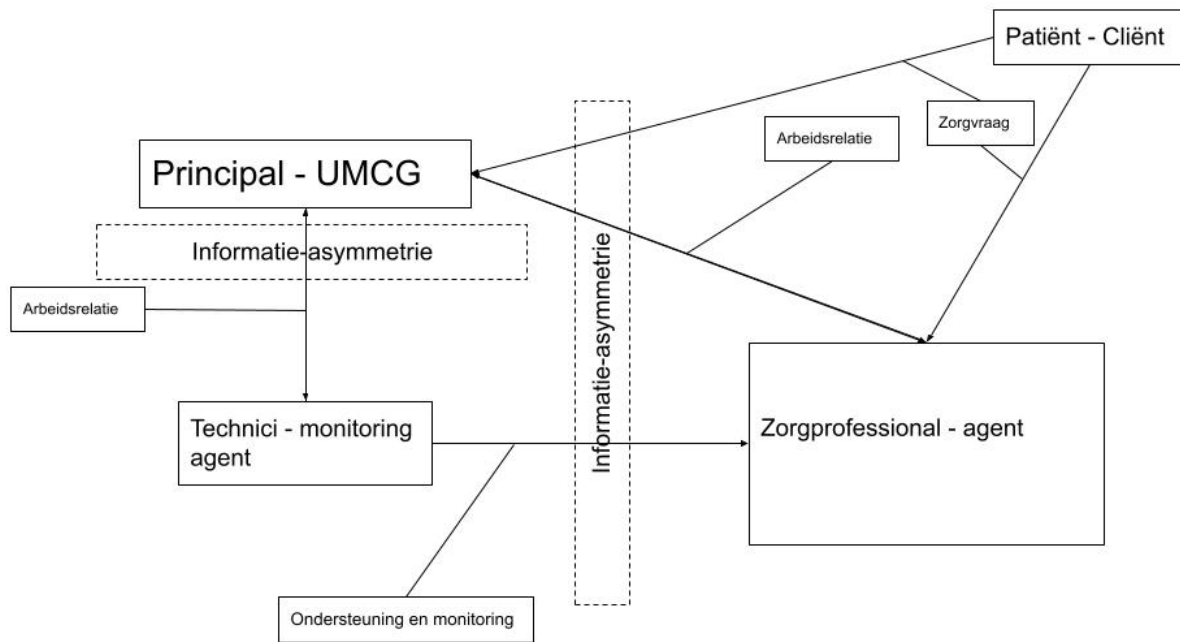 Patiënt - Cliënt
Zorgvraag
Arbeidsrelatie
Principal - UMCG
Informatie-asymmetrie
Informatie-asymmetrie
Arbeidsrelatie
Technici - monitoring
agent
Zorgprofessional - agent
Ondersteuning en monitoring